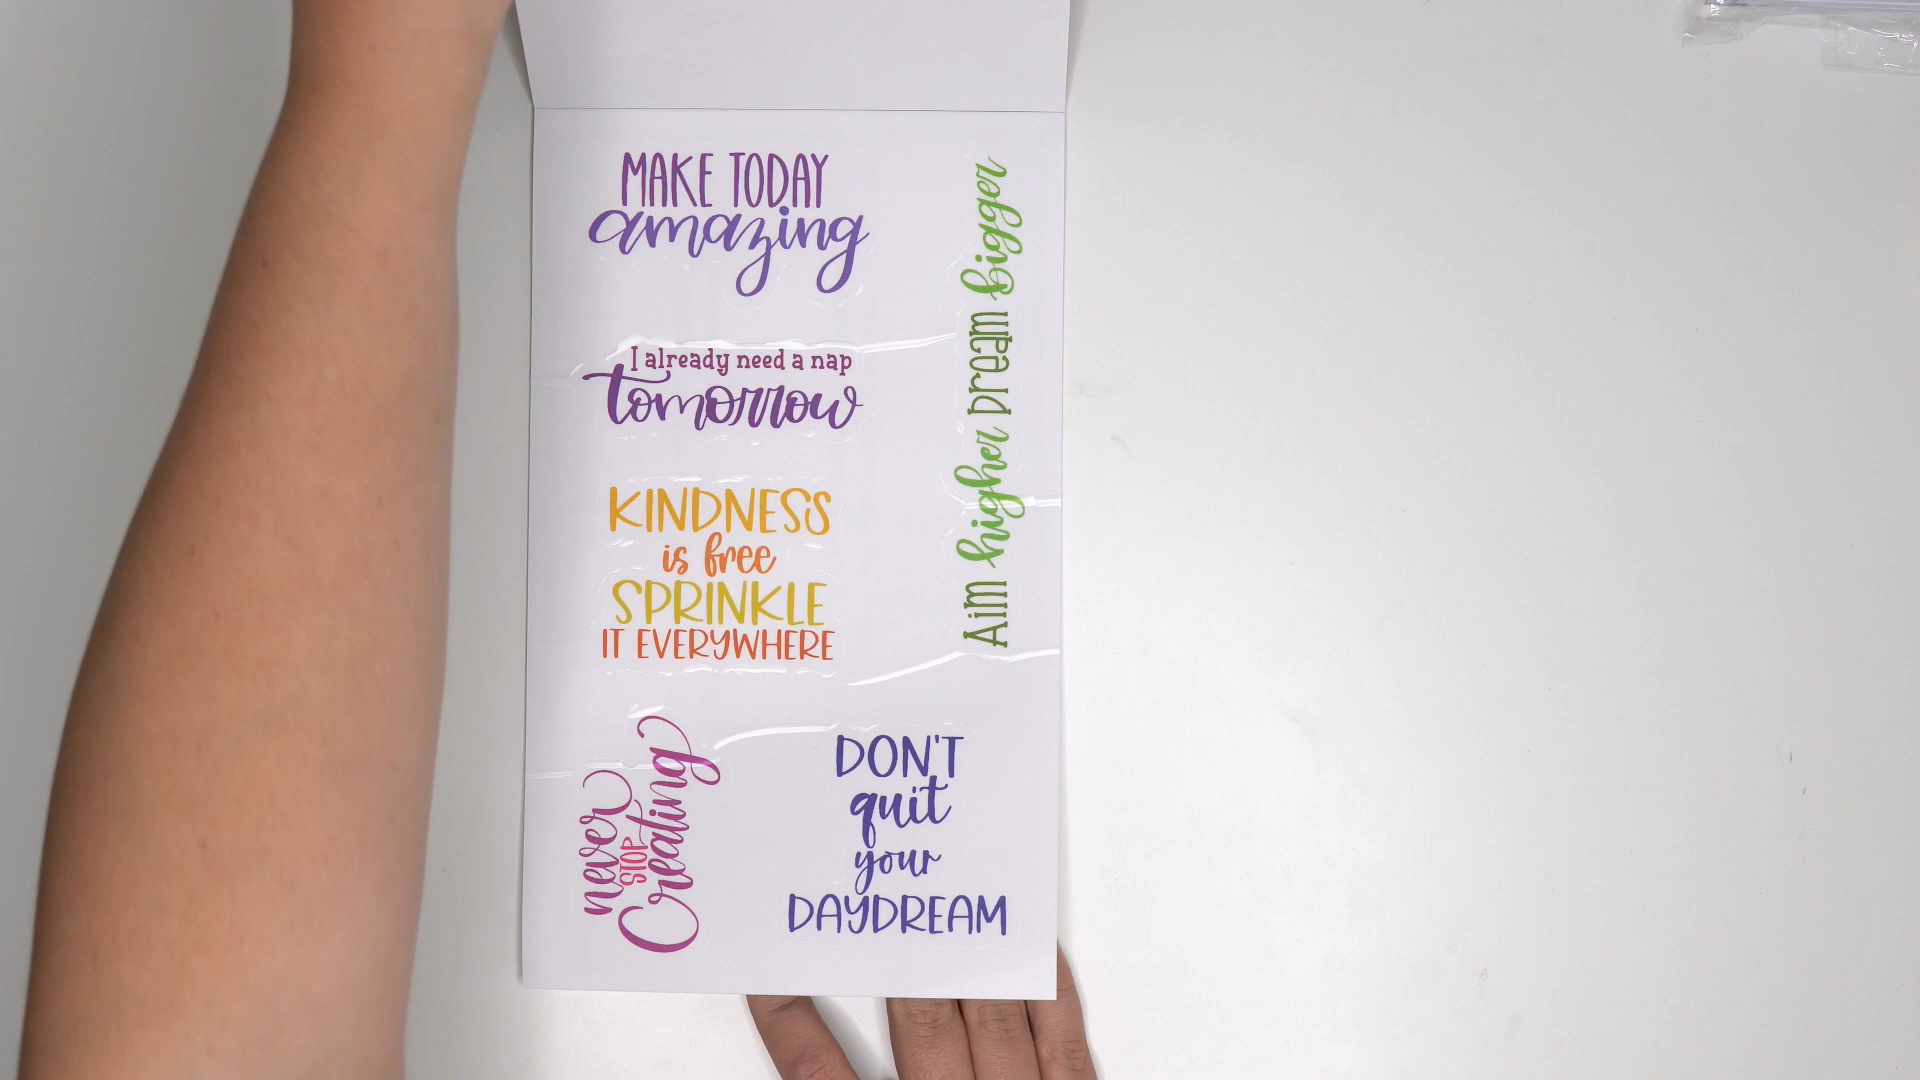 MAKE TODAY
amazing
I already need a nap
tomorrow
KINDNESS
is free
SPRINKLE
IT EVERYWHERE
Aim higher Dream bigger
never
STOP
Creating
DON'T
quit
your
DAYDREAM